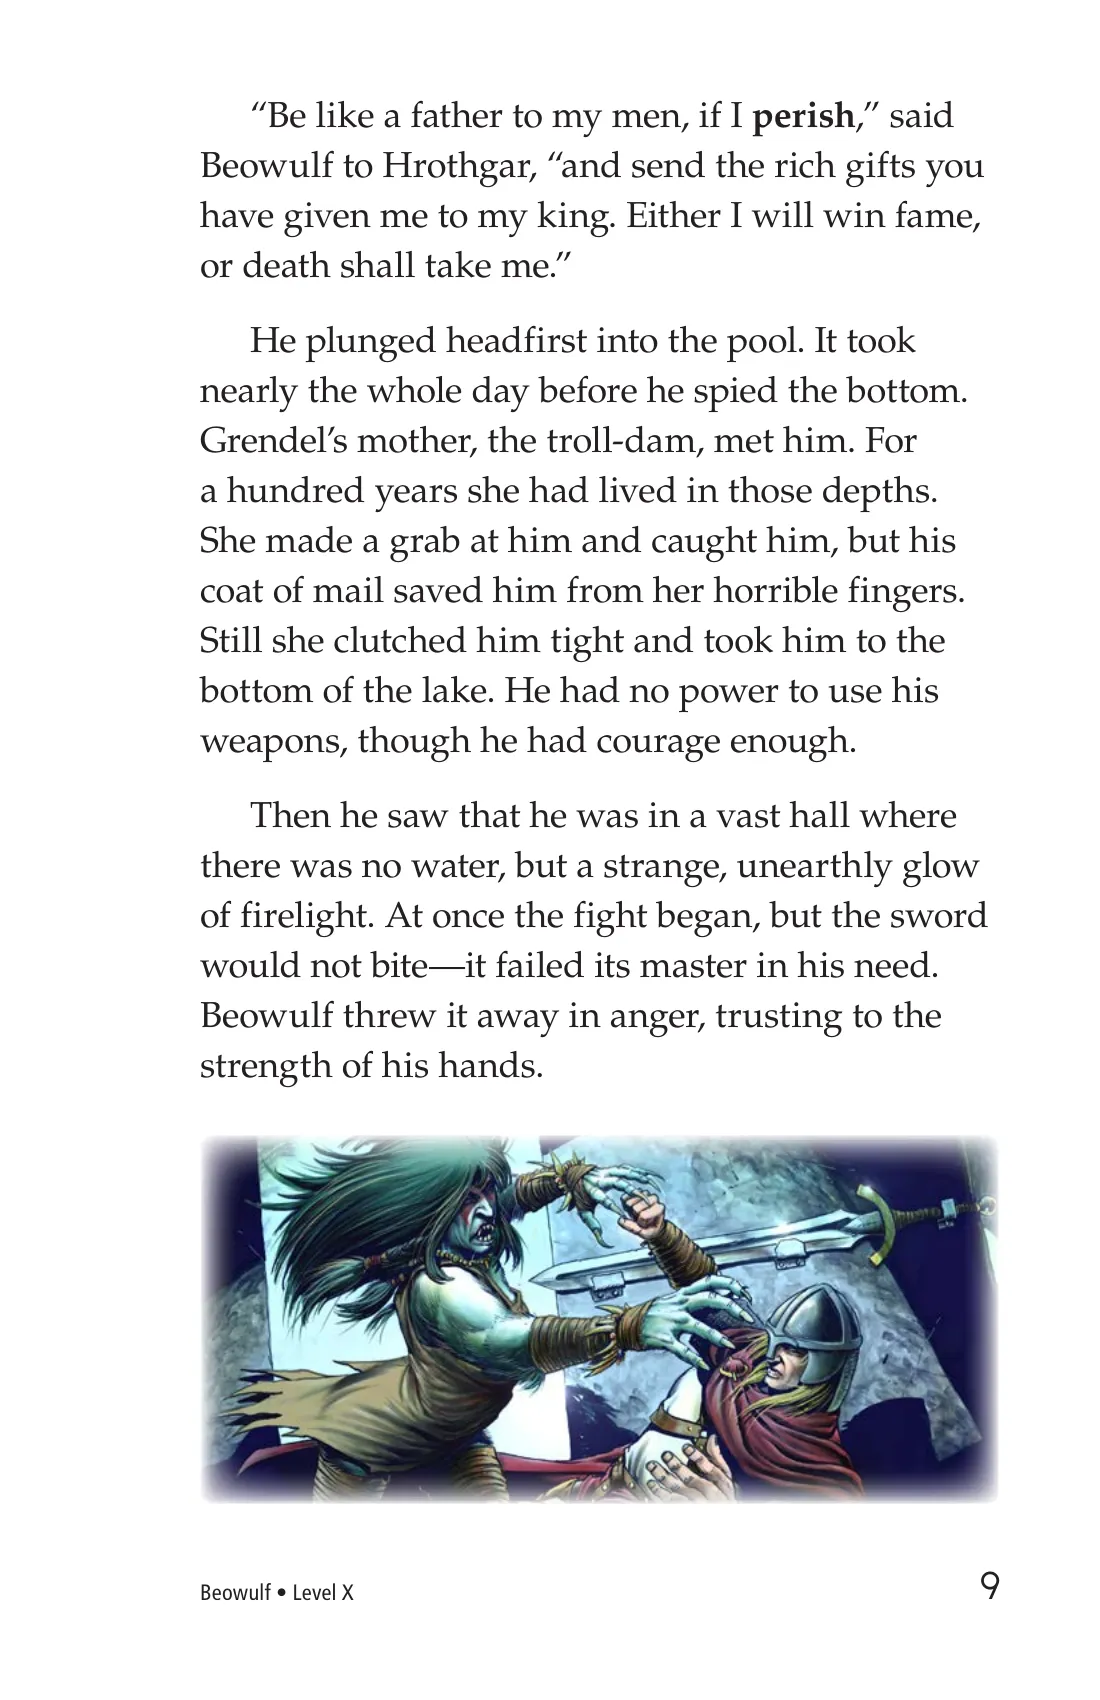 “Be like a father to my men, if I perish,” said
Beowulf to Hrothgar, “and send the rich gifts you
have given me to my king. Either I will win fame,
or death shall take me.”
He plunged headfirst into the pool. It took
nearly the whole day before he spied the bottom.
Grendel’s mother, the troll-dam, met him. For
a hundred years she had lived in those depths.
She made a grab at him and caught him, but his
coat of mail saved him from her horrible fingers.
Still she clutched him tight and took him to the
bottom of the lake. He had no power to use his
weapons, though he had courage enough.
Then he saw that he was in a vast hall where
there was no water, but a strange, unearthly glow
of firelight. At once the fight began, but the sword
would not bite—it failed its master in his need.
Beowulf threw it away in anger, trusting to the
strength of his hands.
Beowulf • Level X
9